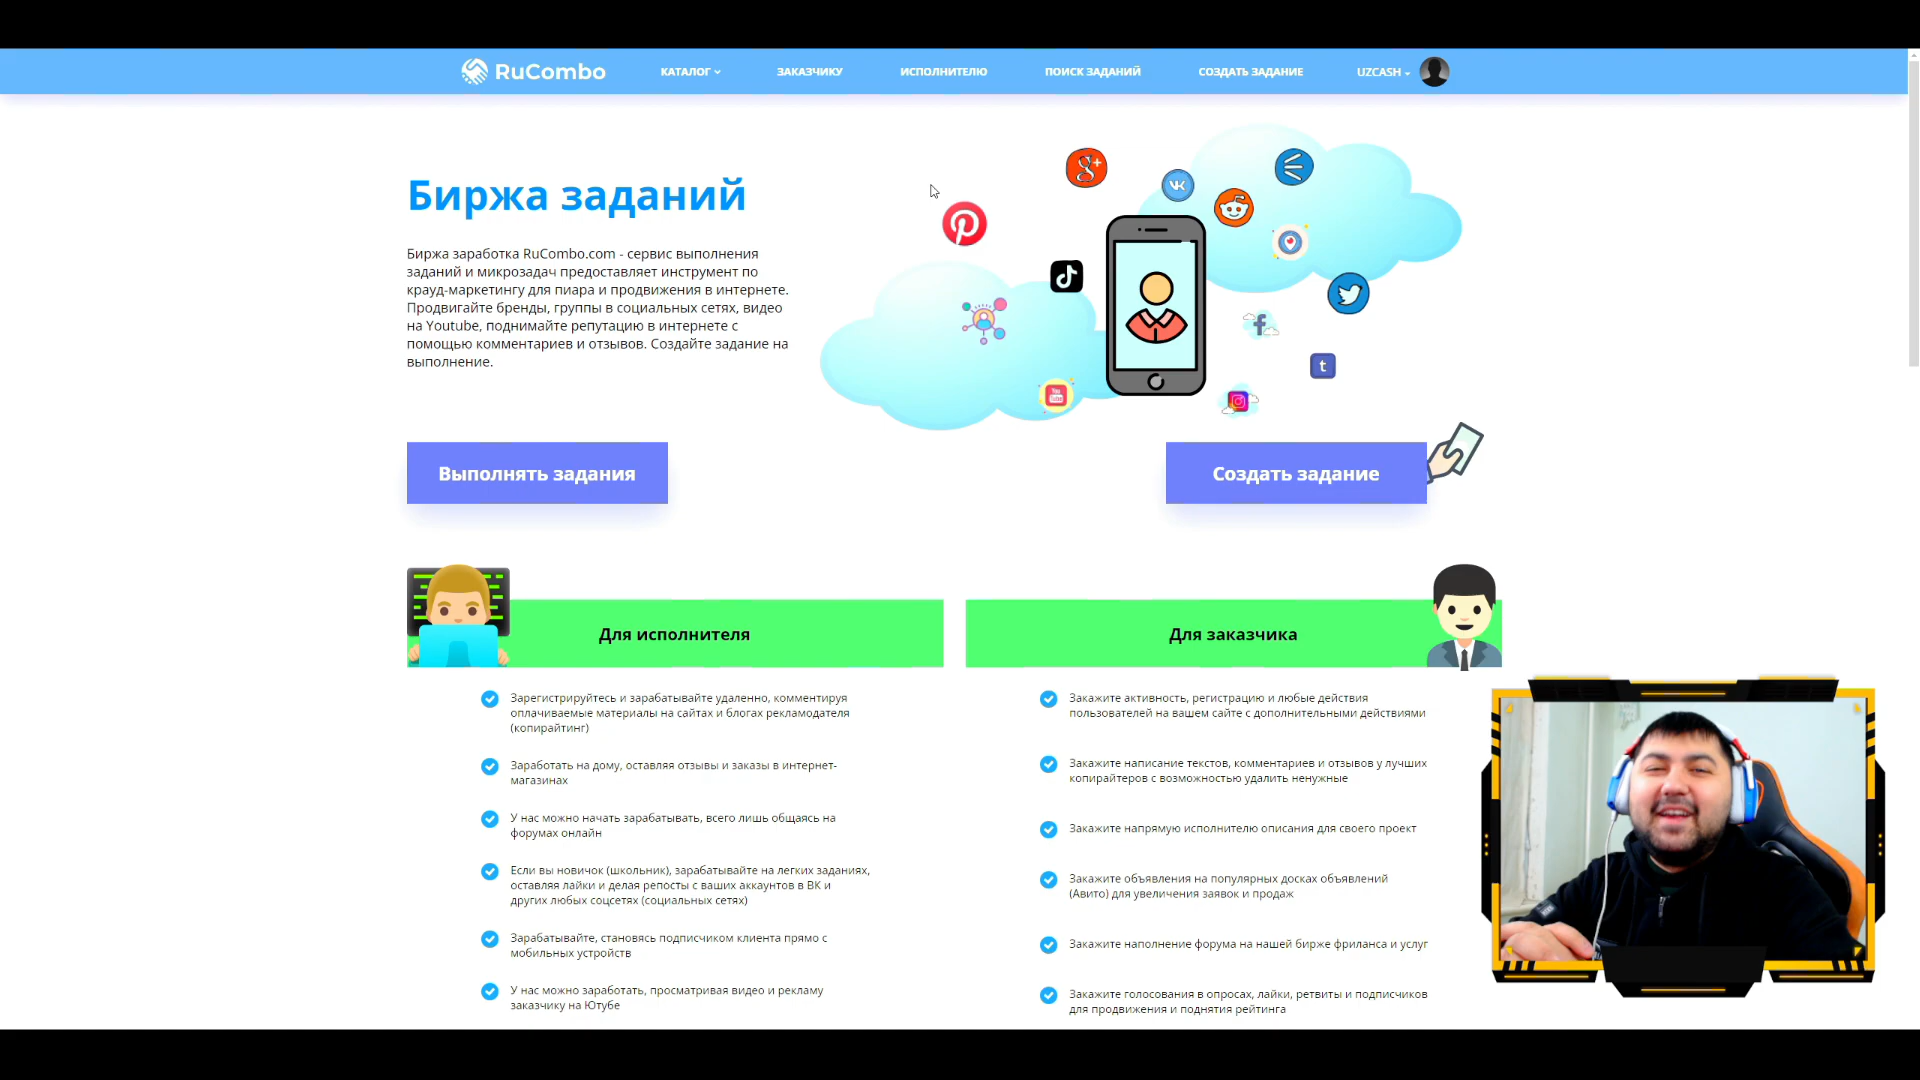 RuCombo
КАТАЛОГ
ЗАКАЗЧИКУ
ИСПОЛНИТЕЛЮ
ПОИСК ЗАДАНИЙ
СОЗДАТЬ ЗАДАНИЕ
UZCASH
Биржа заданий
Биржа заработка RuCombo.com - сервис выполнения
заданий и микрозадач предоставляет инструмент по
крауд-маркетингу для пиара и продвижения в интернете.
Продвигайте бренды, группы в социальных сетях, видео
на Youtube, поднимайте репутацию в интернете с
помощью комментариев и отзывов. Создайте задание на
выполнение.
Выполнять задания
Создать задание
Для исполнителя
Зарегистрируйтесь и зарабатывайте удаленно, комментируя
оплачиваемые материалы на сайтах и блогах рекламодателя
(копирайтинг)
Заработать на дому, оставляя отзывы и заказы в интернет-
магазинах
У нас можно начать зарабатывать, всего лишь общаясь на
форумах онлайн
Если вы новичок (школьник), зарабатывайте на легких заданиях,
оставляя лайки и делая репосты с ваших аккаунтов в ВК и
других любых соцсетях (социальных сетях)
Зарабатывайте, становясь подписчиком клиента прямо с
мобильных устройств
У нас можно заработать, просматривая видео и рекламу
заказчику на Ютубе
Для заказчика
Закажите активность, регистрацию и любые действия
пользователей на вашем сайте с дополнительными действиями
Закажите написание текстов, комментариев и отзывов у лучших
копирайтеров с возможностью удалить ненужные
Закажите напрямую исполнителю описания для своего проект
Закажите объявления на популярных досках объявлений
(Авито) для увеличения заявок и продаж
Закажите наполнение форума на нашей бирже фриланса и услуг
Закажите голосования в опросах, лайки, ретвиты и подписчиков
для продвижения и поднятия рейтинга